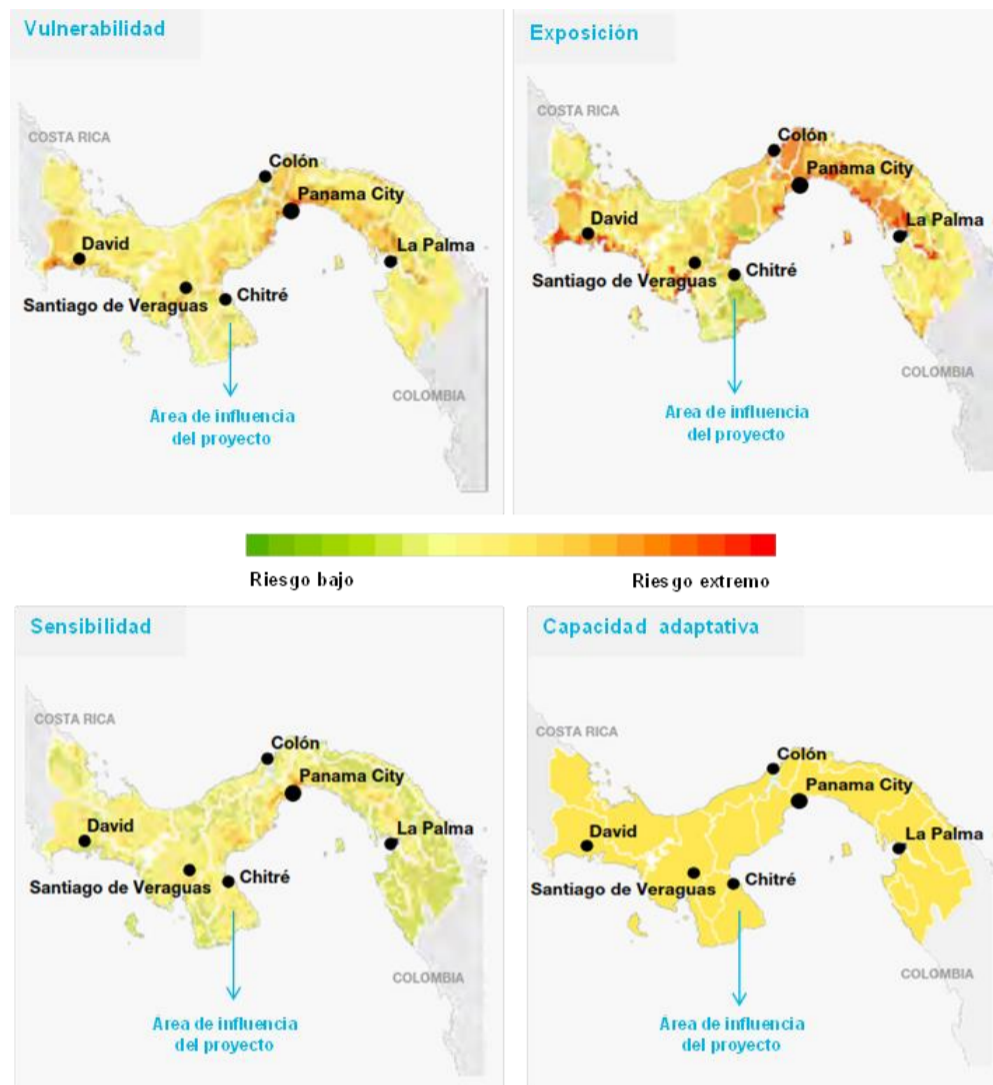 Vulnerabilidad
COSTA RICA
Colón
Panama City
David
La Palma
Santiago de Veraguas
Chitré
COLOMBIA
Área de influencia
del proyecto
Exposición
COSTA RICA
Colón
Panama City
David
La Palma
Santiago de Veraguas
Chitré
COLOMBIA
Área de influencia
del proyecto
Riesgo bajo
Riesgo extremo
Sensibilidad
COSTA RICA
Colón
Panama City
David
La Palma
Santiago de Veraguas
Chitré
COLOMBIA
Área de influencia
del proyecto
Capacidad adaptativa
COSTA RICA
Colón
Panama City
David
La Palma
Santiago de Veraguas
Chitré
COLOMBIA
Área de influencia
del proyecto